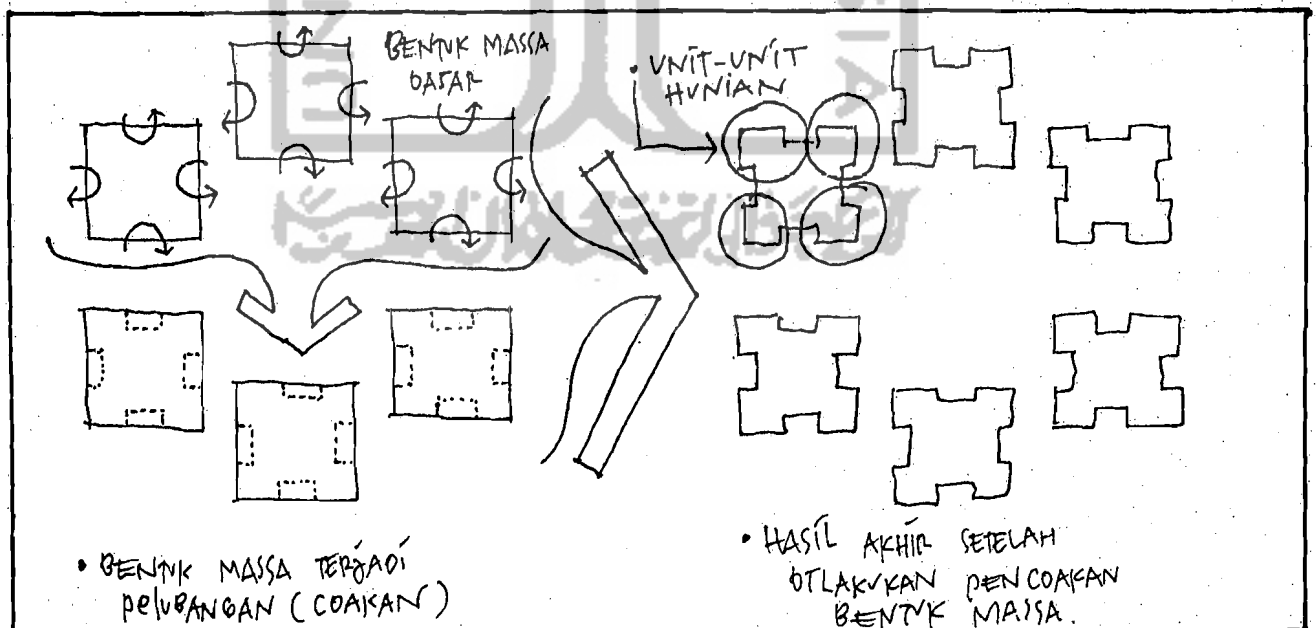 BENTUK MASSA
DASAR
• UNIT-UNIT
HUNIAN
• BENTUK MASSA TERJADI
PELUBANGAN (COAKAN)
• HASIL AKHIR SETELAH
DILAKUKAN PENCOAKAN
BENTUK MASSA.